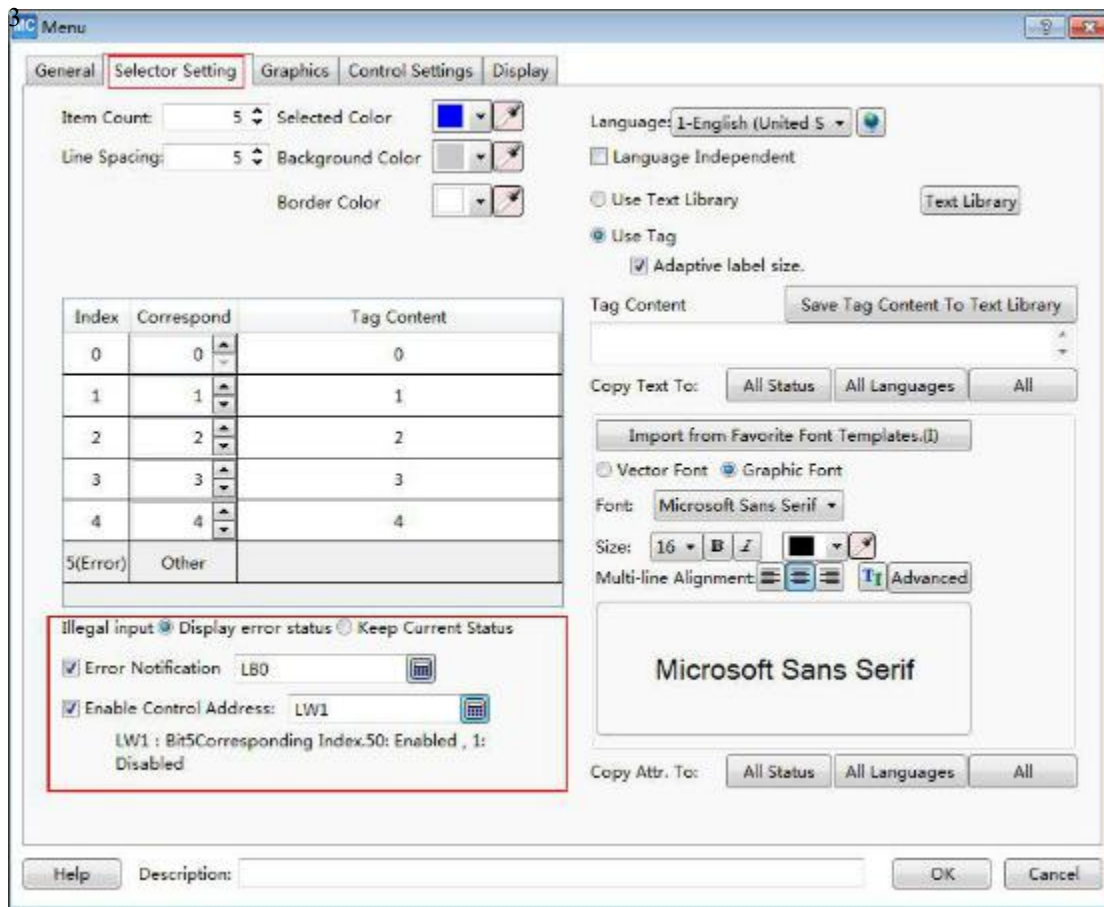 3
MC Menu
General Selector Setting Graphics Control Settings Display
Item Count: 5 Selected Color
Line Spacing: 5 Background Color
Border Color
Language: 1-English (United S
Language Independent
Use Text Library Text Library
Use Tag
Adaptive label size.
Index Correspond Tag Content
0 0 0
1 1 1
2 2 2
3 3 3
4 4 4
5(Error) Other
Tag Content Save Tag Content To Text Library
Copy Text To: All Status All Languages All
Import from Favorite Font Templates.(I)
Vector Font Graphic Font
Font: Microsoft Sans Serif
Size: 16 B I
Multi-line Alignment: TI Advanced
Microsoft Sans Serif
Copy Attr. To: All Status All Languages All
Illegal input Display error status Keep Current Status
Error Notification LB0
Enable Control Address: LW1
LW1 : Bit5Corresponding Index.50: Enabled , 1:
Disabled
Help Description: OK Cancel